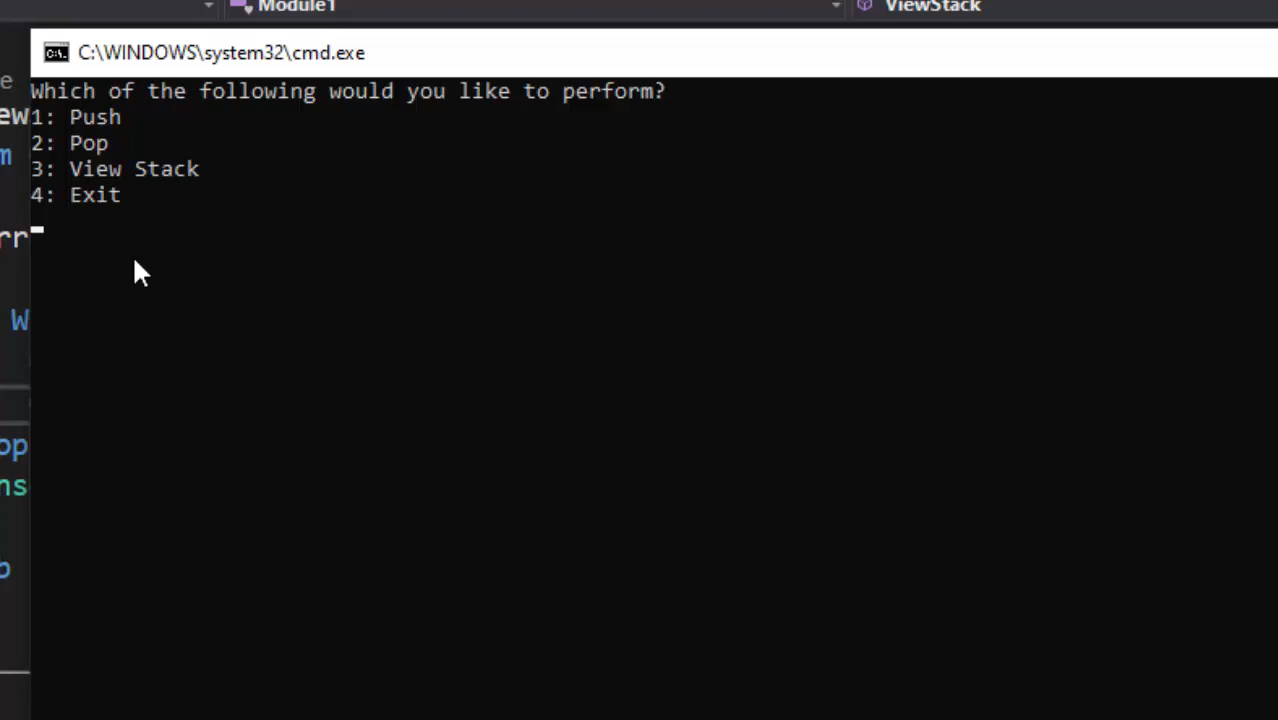 Module1 ViewStack
C:\WINDOWS\system32\cmd.exe
Which of the following would you like to perform?
1: Push
2: Pop
3: View Stack
4: Exit